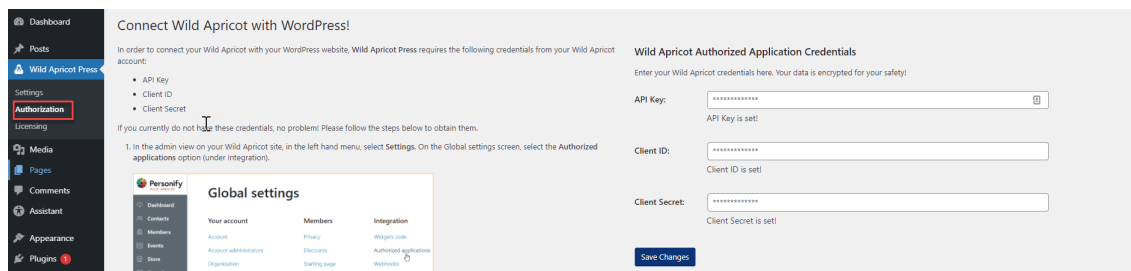 Dashboard
Posts
Wild Apricot Press
Settings
Authorization
Licensing
Media
Pages
Comments
Assistant
Appearance
Plugins 1
Connect Wild Apricot with WordPress!
In order to connect your Wild Apricot with your WordPress website, Wild Apricot Press requires the following credentials from your Wild Apricot
account:
• API Key
• Client ID
• Client Secret
If you currently do not have these credentials, no problem! Please follow the steps below to obtain them.
1. In the admin view on your Wild Apricot site, in the left hand menu, select Settings. On the Global settings screen, select the Authorized
applications option (under Integration).
Personify
WILD APRICOT
Dashboard
Contacts
Members
Events
Store
Global settings
Your account
Account
Account administrators
Organization
Members
Privacy
Discounts
Starting page
Integration
Widgets code
Authorized applications
Webhooks
Wild Apricot Authorized Application Credentials
Enter your Wild Apricot credentials here. Your data is encrypted for your safety!
API Key:
*************
API Key is set!
Client ID:
*************
Client ID is set!
Client Secret:
*************
Client Secret is set!
Save Changes